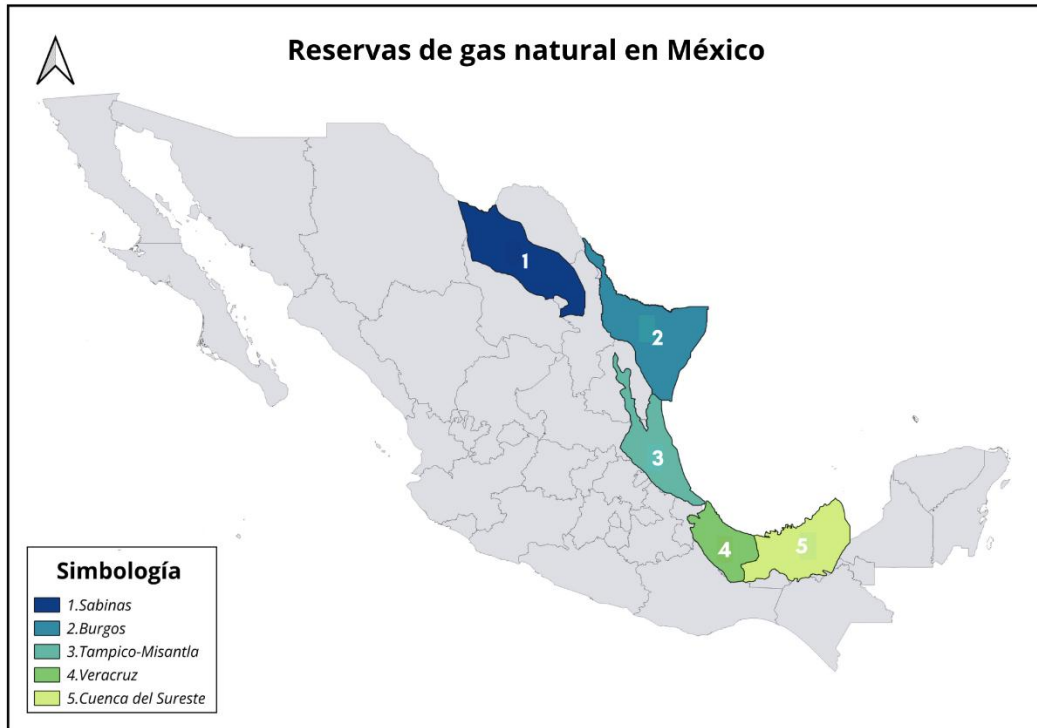 Reservas de gas natural en México
1
2
3
4
5
Simbología
1.Sabinas
2.Burgos
3.Tampico-Misantla
4.Veracruz
5.Cuenca del Sureste